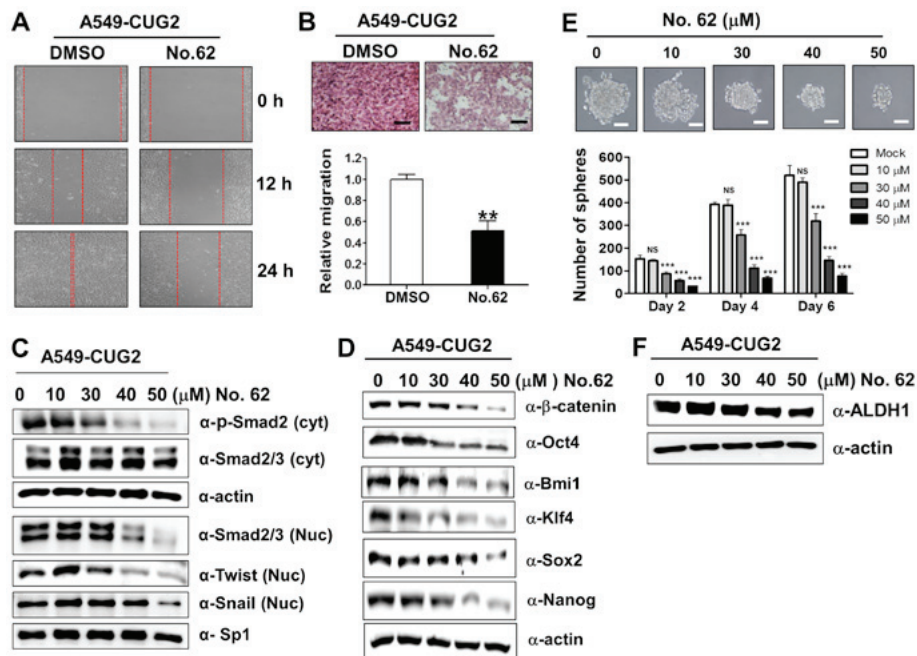 A
A549-CUG2
DMSO No.62
0 h
12 h
24 h
B
A549-CUG2
DMSO No.62
Relative migration
1.2
1.0
0.8
0.6
0.4
0.2
0.0
**
DMSO No.62
E
No. 62 (μM)
0 10 30 40 50
Number of spheres
600
500
400
300
200
100
0
NS *** *** ***
NS *** *** ***
NS *** *** ***
Day 2 Day 4 Day 6
Mock
10 μM
30 μM
40 μM
50 μM
C
A549-CUG2
0 10 30 40 50 (μM) No. 62
α-p-Smad2 (cyt)
α-Smad2/3 (cyt)
α-actin
α-Smad2/3 (Nuc)
α-Twist (Nuc)
α-Snail (Nuc)
α- Sp1
D
A549-CUG2
0 10 30 40 50 (μM ) No.62
α-β-catenin
α-Oct4
α-Bmi1
α-Klf4
α-Sox2
α-Nanog
α-actin
F
A549-CUG2
0 10 30 40 50 (μM) No. 62
α-ALDH1
α-actin